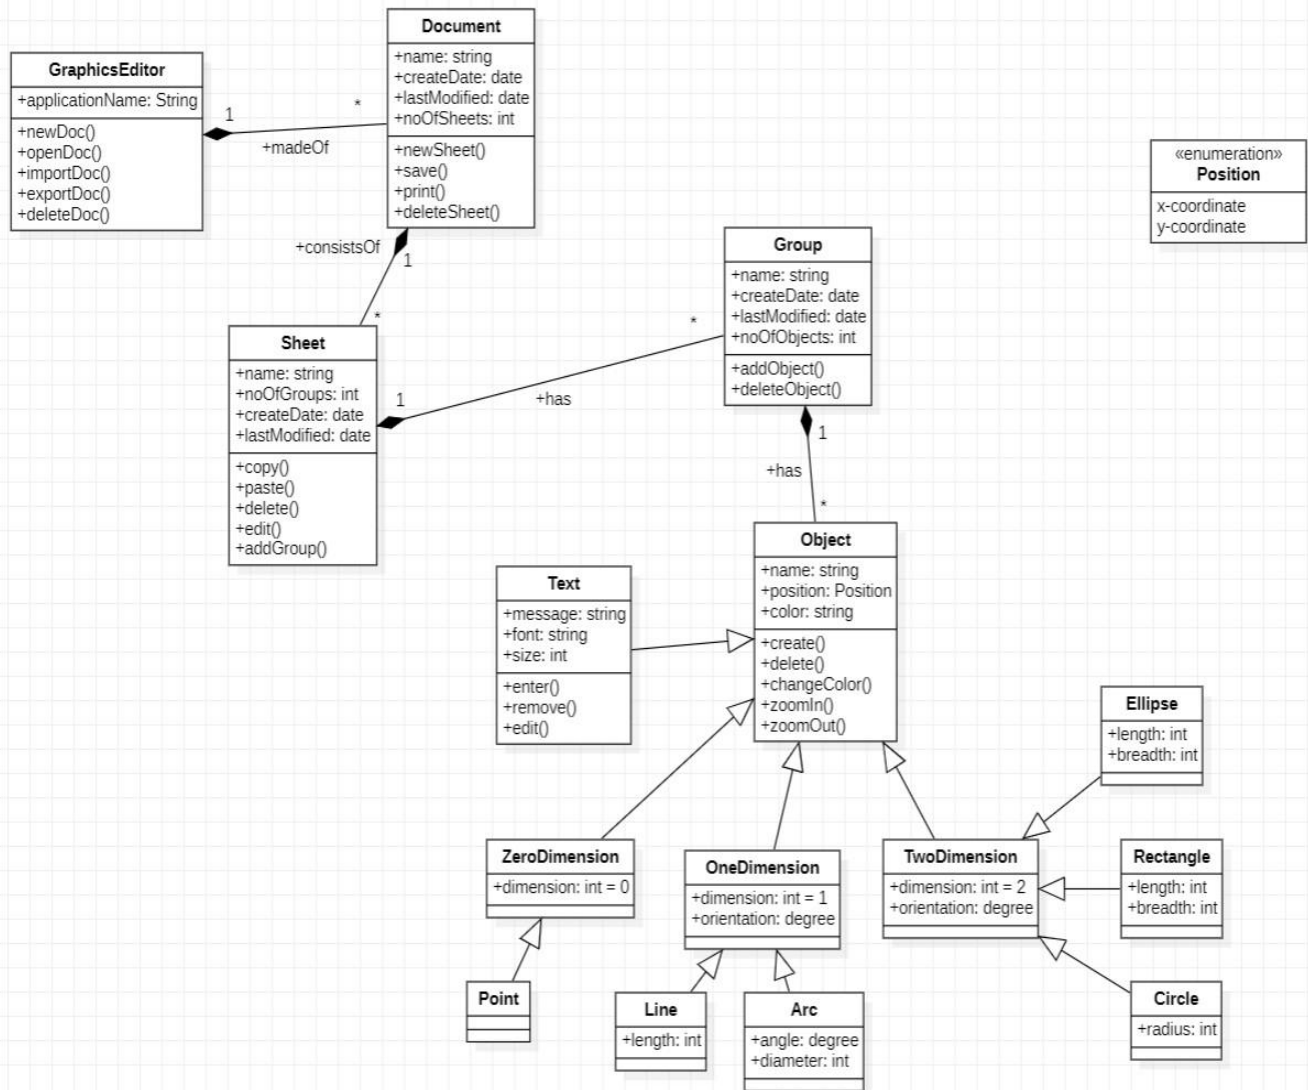 GraphicsEditor
+applicationName: String
+newDoc()
+openDoc()
+importDoc()
+exportDoc()
+deleteDoc()
1
*
+madeOf
Document
+name: string
+createDate: date
+lastModified: date
+noOfSheets: int
+newSheet()
+save()
+print()
+deleteSheet()
«enumeration»
Position
x-coordinate
y-coordinate
+consistsOf
1
*
Sheet
+name: string
+noOfGroups: int
+createDate: date
+lastModified: date
+copy()
+paste()
+delete()
+edit()
+addGroup()
1
*
+has
Group
+name: string
+createDate: date
+lastModified: date
+noOfObjects: int
+addObject()
+deleteObject()
1
+has
*
Object
+name: string
+position: Position
+color: string
+create()
+delete()
+changeColor()
+zoomIn()
+zoomOut()
Text
+message: string
+font: string
+size: int
+enter()
+remove()
+edit()
Ellipse
+length: int
+breadth: int
ZeroDimension
+dimension: int = 0
OneDimension
+dimension: int = 1
+orientation: degree
TwoDimension
+dimension: int = 2
+orientation: degree
Rectangle
+length: int
+breadth: int
Point
Line
+length: int
Arc
+angle: degree
+diameter: int
Circle
+radius: int